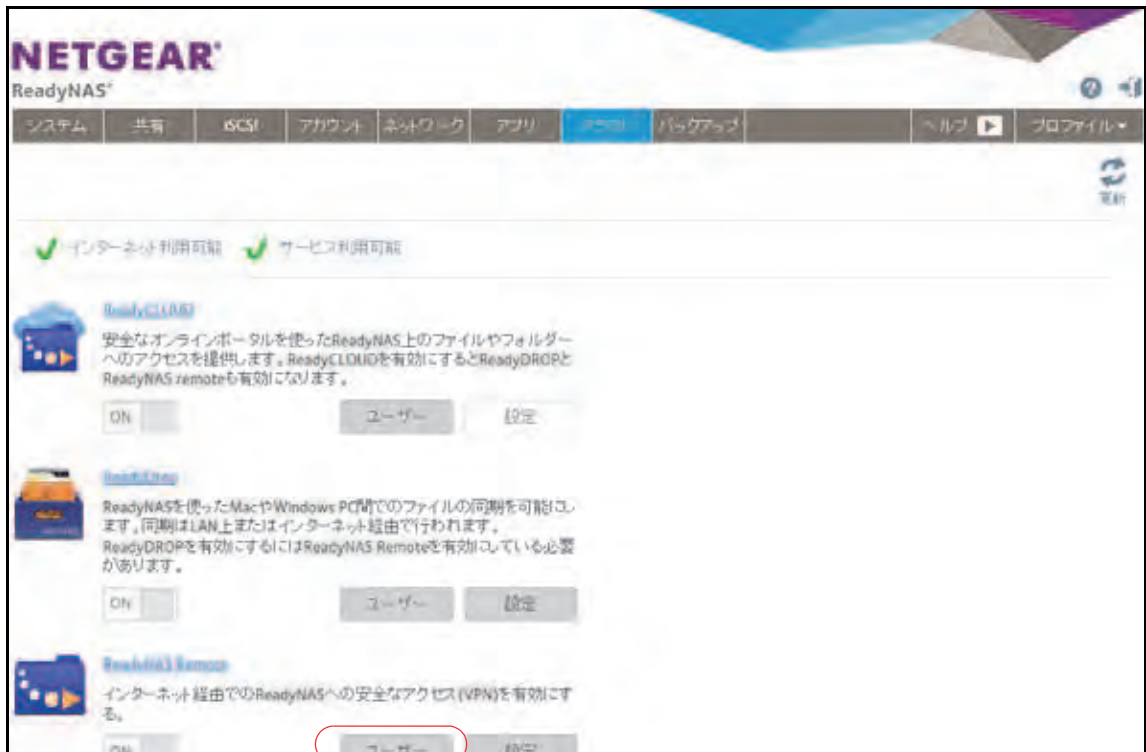 NETGEAR®
ReadyNAS®
システム 共有 iSCSI アカウント ネットワーク アプリ クラウド バックアップ ヘルプ プロファイル
更新
インターネット利用可能 サービス利用可能
ReadyCLOUD
安全なオンラインポータルを使ったReadyNAS上のファイルやフォルダー
へのアクセスを提供します。ReadyCLOUDを有効にするとReadyDROPと
ReadyNAS remoteも有効になります。
ON ユーザー 設定
ReadyDrop
ReadyNASを使ったMacやWindows PC間でのファイルの同期を可能にし
ます。同期はLAN上またはインターネット経由で行われます。
ReadyDROPを有効にするにはReadyNAS Remoteを有効にしている必要
があります。
ON ユーザー 設定
ReadyNAS Remote
インターネット経由でのReadyNASへの安全なアクセス(VPN)を有効にす
る。
ON ユーザー 設定